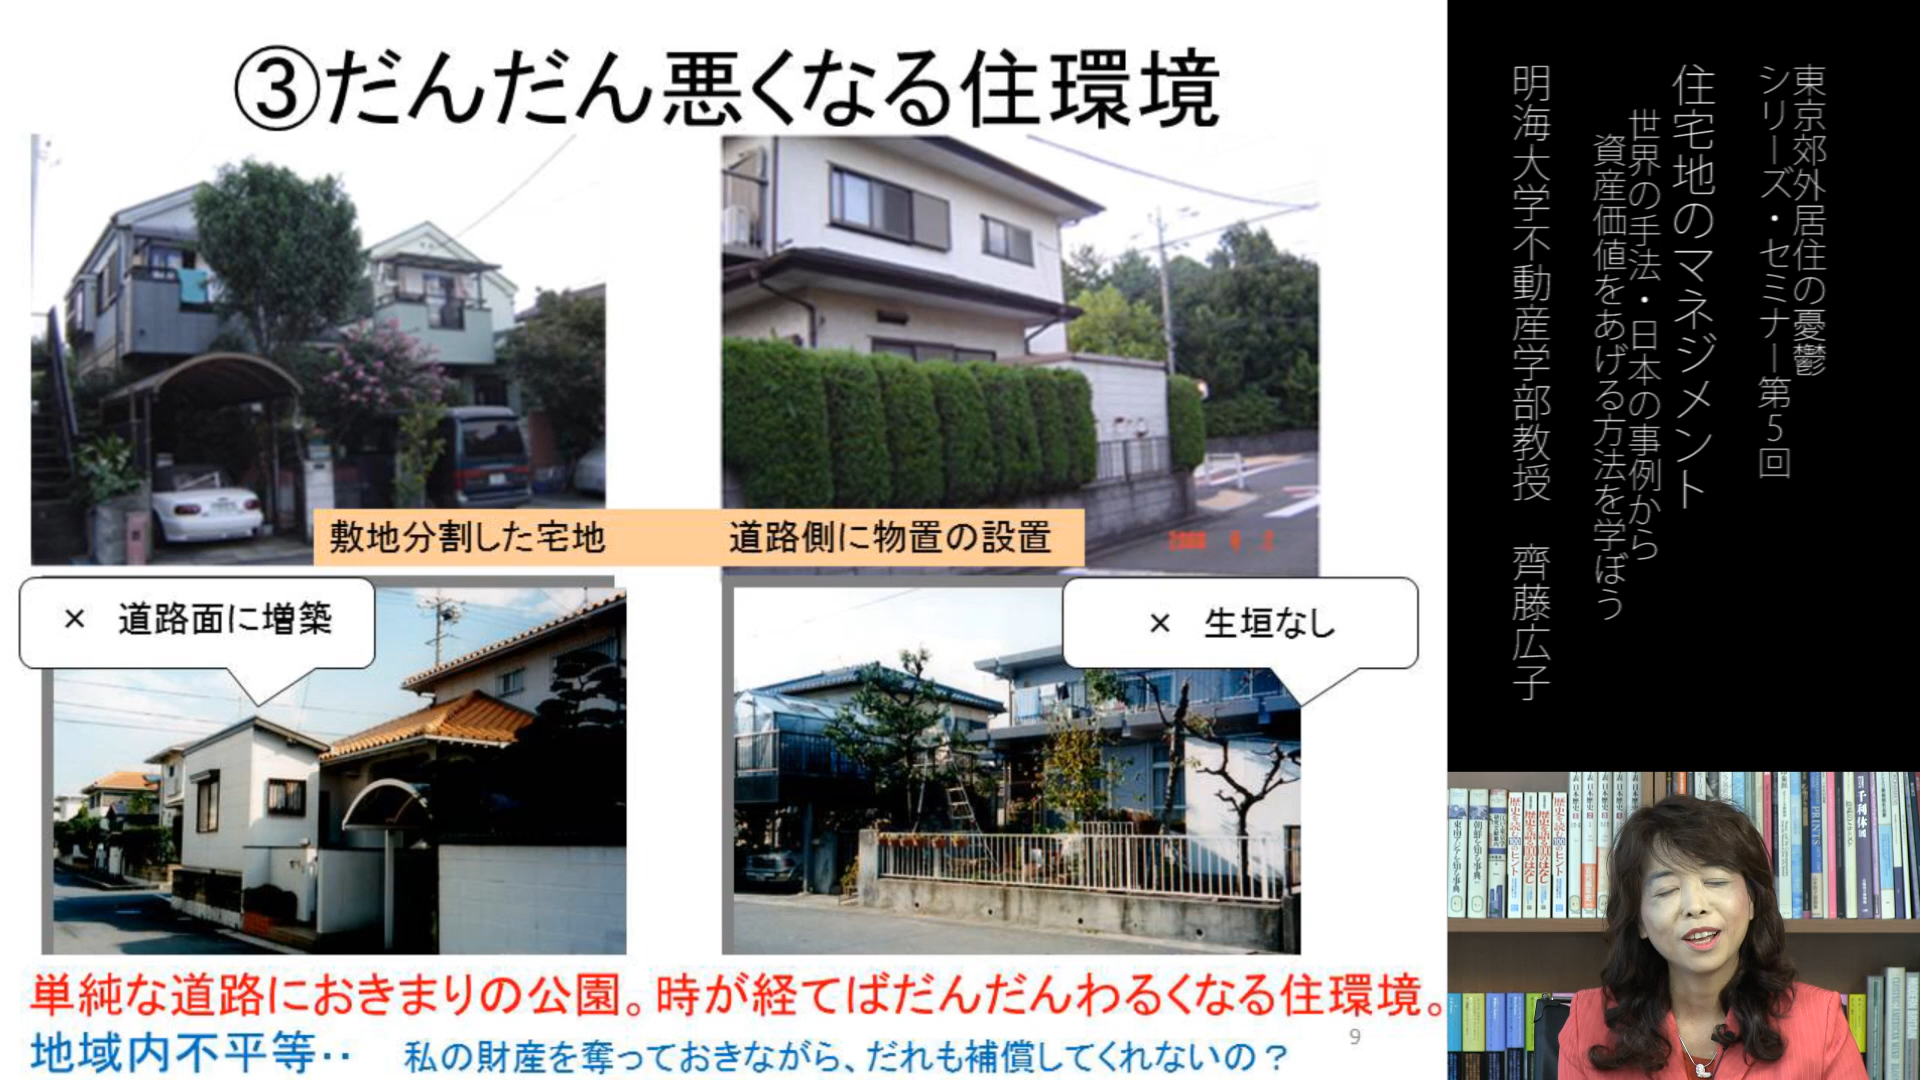 ③だんだん悪くなる住環境
敷地分割した宅地
道路側に物置の設置
× 道路面に増築
× 生垣なし
単純な道路におきまりの公園。時が経てばだんだんわるくなる住環境。
地域内不平等‥ 私の財産を奪っておきながら、だれも補償してくれないの？
9
東京郊外居住の憂鬱
シリーズ・セミナー第5回
住宅地のマネジメント
世界の手法・日本の事例から
資産価値をあげる方法を学ぼう
明海大学不動産学部教授 齊藤広子